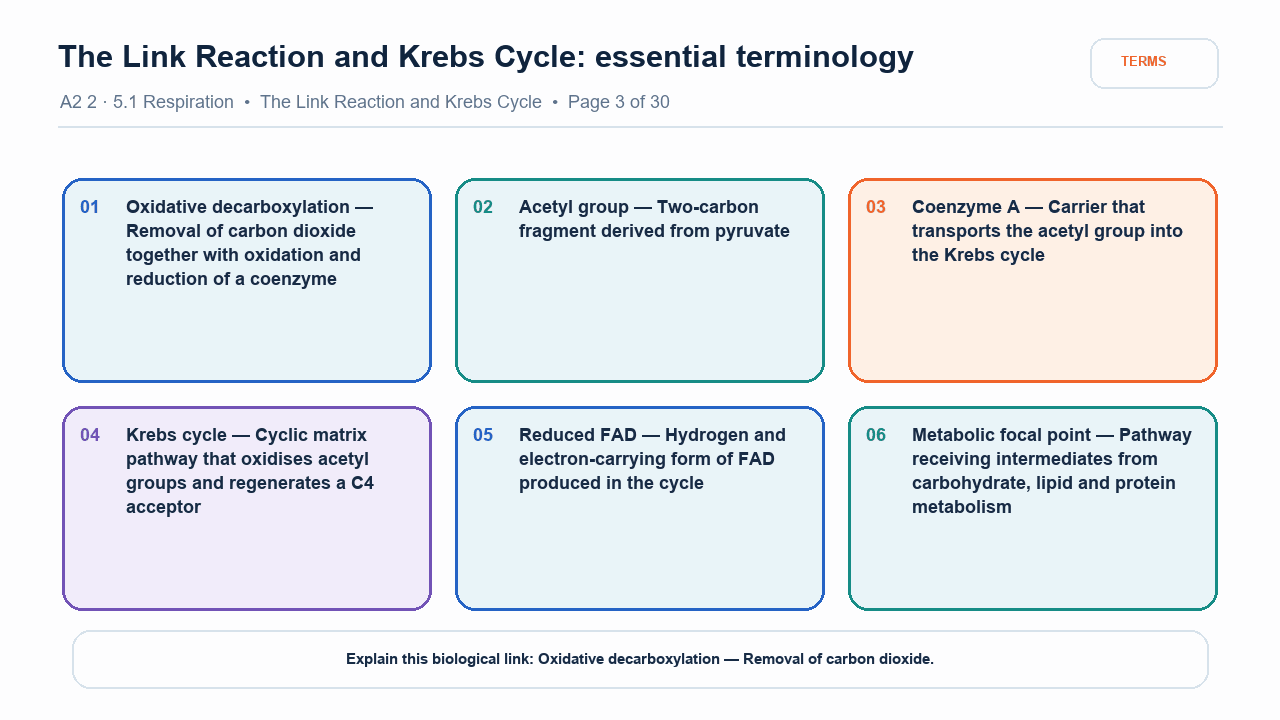 The Link Reaction and Krebs Cycle: essential terminology
TERMS
A2 2 · 5.1 Respiration • The Link Reaction and Krebs Cycle • Page 3 of 30
01
Oxidative decarboxylation —
Removal of carbon dioxide
together with oxidation and
reduction of a coenzyme
02
Acetyl group — Two-carbon
fragment derived from pyruvate
03
Coenzyme A — Carrier that
transports the acetyl group into
the Krebs cycle
04
Krebs cycle — Cyclic matrix
pathway that oxidises acetyl
groups and regenerates a C4
acceptor
05
Reduced FAD — Hydrogen and
electron-carrying form of FAD
produced in the cycle
06
Metabolic focal point — Pathway
receiving intermediates from
carbohydrate, lipid and protein
metabolism
Explain this biological link: Oxidative decarboxylation — Removal of carbon dioxide.